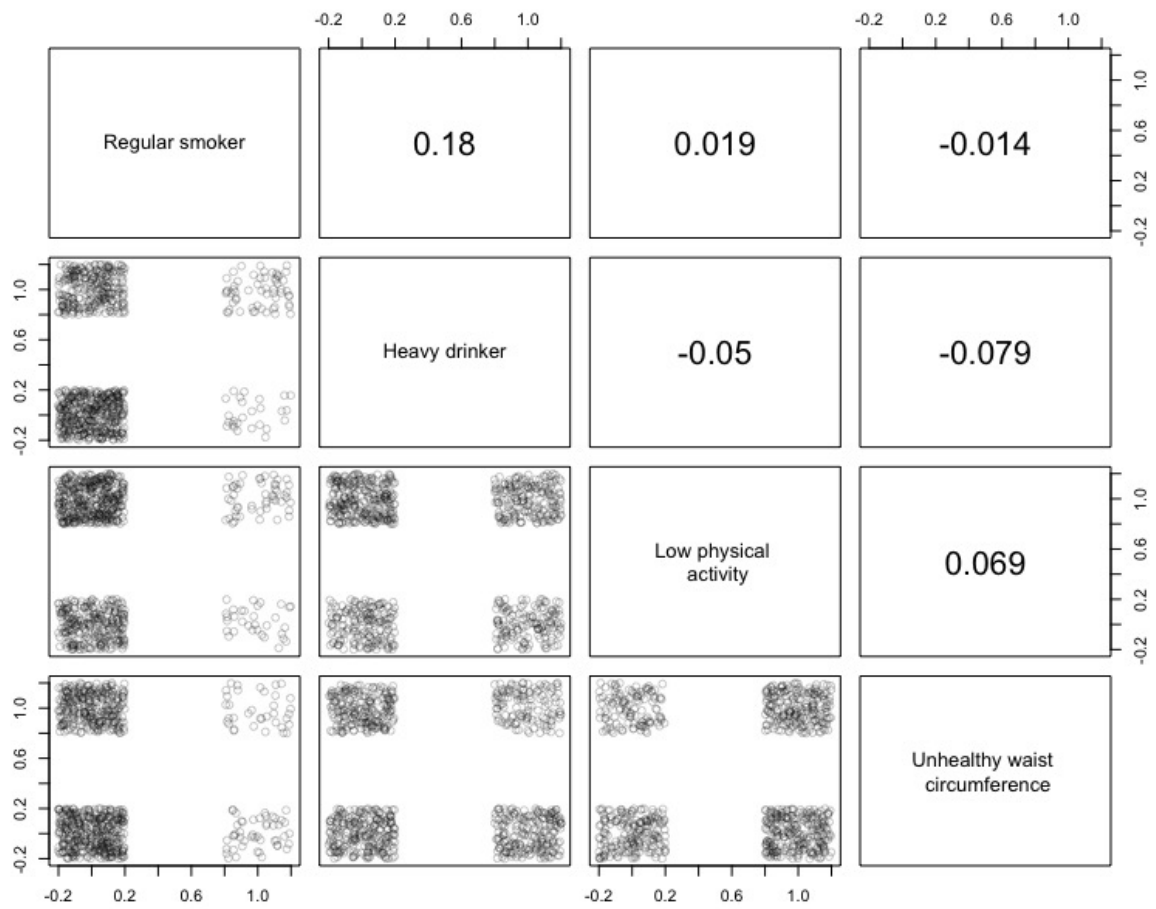 -0.2 0.2 0.6 1.0 -0.2 0.2 0.6 1.0
Regular smoker 0.18 0.019 -0.014
-0.2 0.2 0.6 1.0
-0.2 0.2 0.6 1.0
Heavy drinker -0.05 -0.079
Low physical
activity
0.069
-0.2 0.2 0.6 1.0
-0.2 0.2 0.6 1.0
Unhealthy waist
circumference
-0.2 0.2 0.6 1.0 -0.2 0.2 0.6 1.0